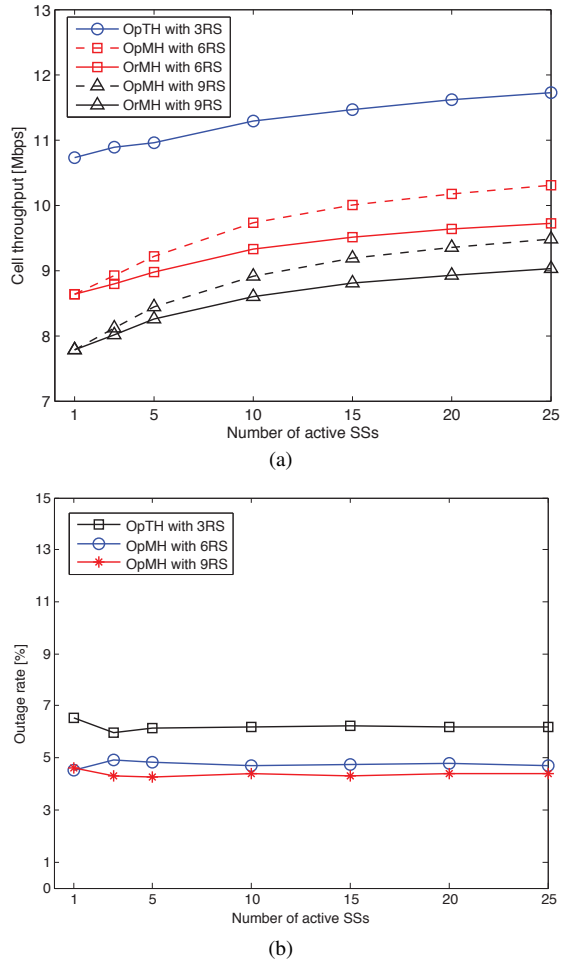 13
12
11
10
9
8
7
Cell throughput [Mbps]
OpTH with 3RS
OpMH with 6RS
OrMH with 6RS
OpMH with 9RS
OrMH with 9RS
1 5 10 15 20 25
Number of active SSs
(a)
15
13
11
9
7
5
3
1
0
Outage rate [%]
OpTH with 3RS
OpMH with 6RS
OpMH with 9RS
1 5 10 15 20 25
Number of active SSs
(b)